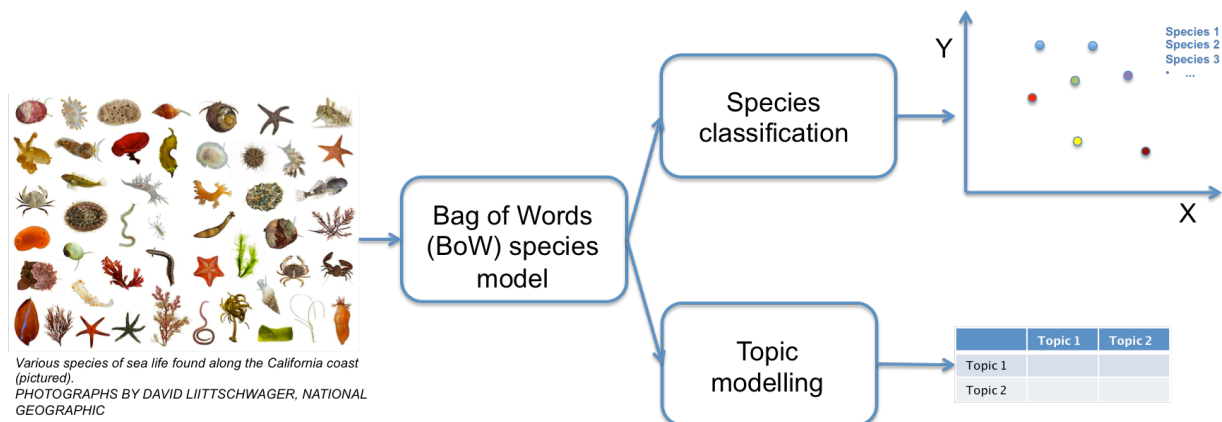 Various species of sea life found along the California coast
(pictured).
PHOTOGRAPHS BY DAVID LIITTSCHWAGER, NATIONAL
GEOGRAPHIC
Bag of Words
(BoW) species
model
Species
classification
Y
X
Species 1
Species 2
Species 3
• ...
Topic
modelling
Topic 1 Topic 2
Topic 1
Topic 2